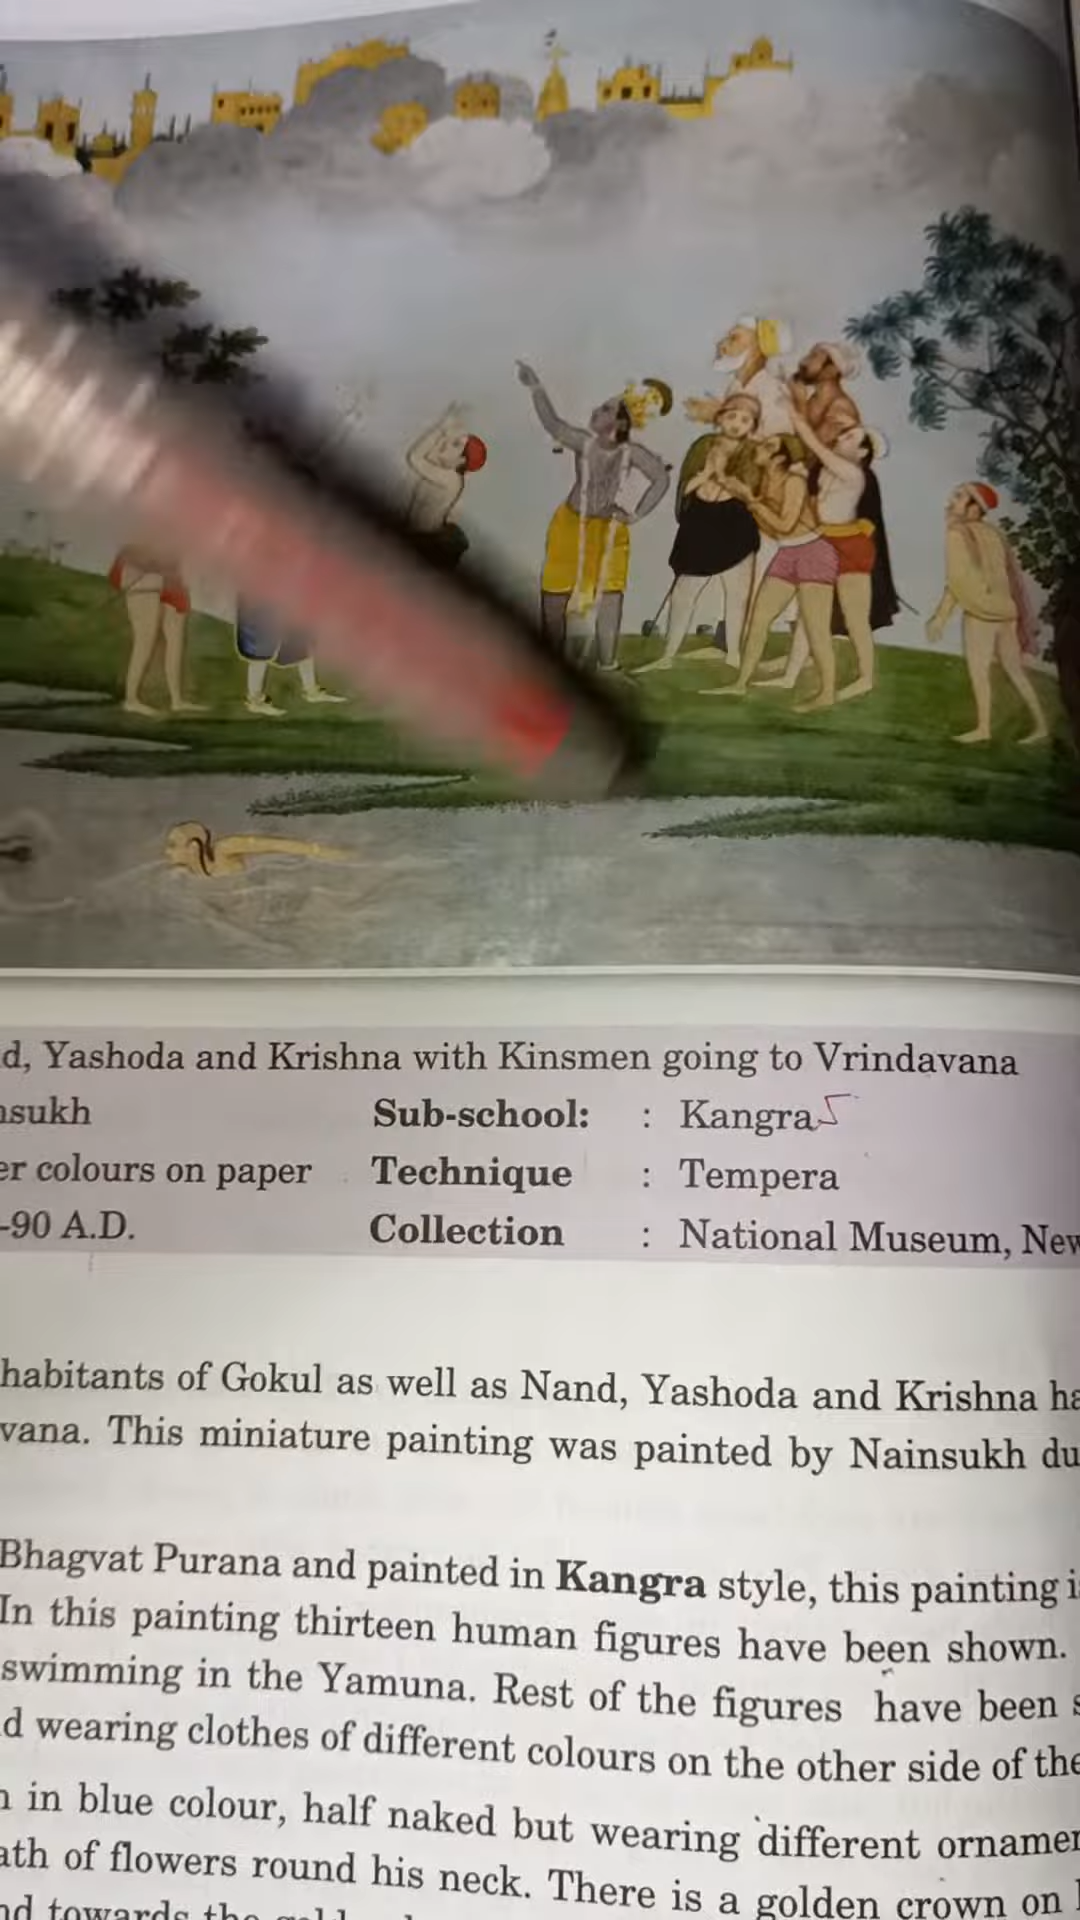 Yashoda and Krishna with Kinsmen going to Vrindavana
Sub-school: : Kangra
er colours on paper Technique : Tempera
-90 A.D. Collection : National Museum, New
habitants of Gokul as well as Nand, Yashoda and Krishna ha
vana. This miniature painting was painted by Nainsukh du
Bhagvat Purana and painted in Kangra style, this painting i
In this painting thirteen human figures have been shown.
swimming in the Yamuna. Rest of the figures have been s
d wearing clothes of different colours on the other side of the
in blue colour, half naked but wearing different ornamen
ath of flowers round his neck. There is a golden crown on
towards the